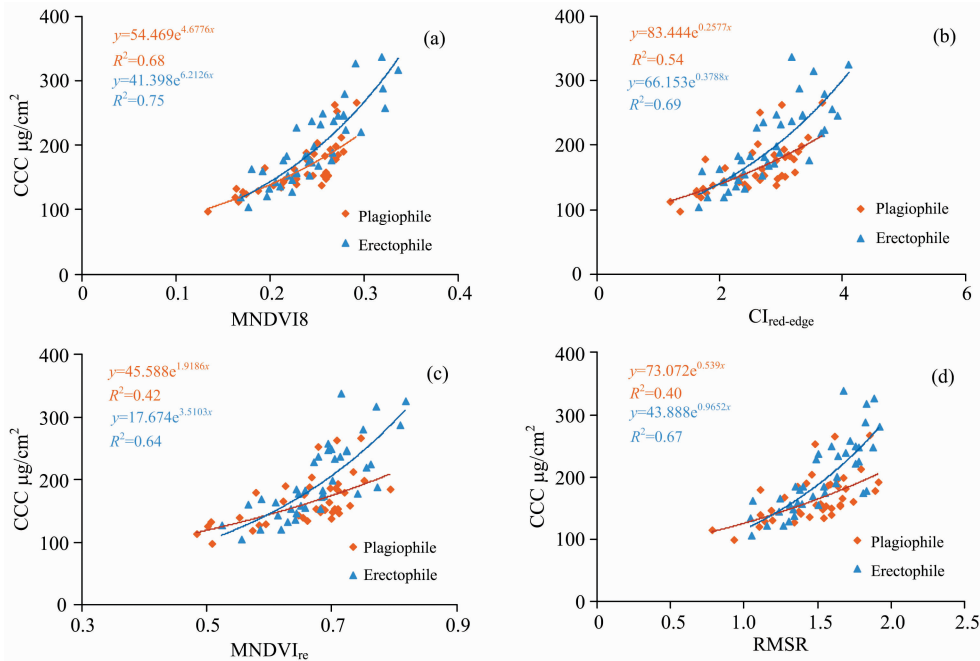 400
300
200
100
0
CCC μg/cm²
y=54.469e^4.6776x
R²=0.68
y=41.398e^6.2126x
R²=0.75
(a)
Plagiophile
Erectophile
0 0.1 0.2 0.3 0.4
MNDVI8
400
300
200
100
0
CCC μg/cm²
y=83.444e^0.2577x
R²=0.54
y=66.153e^0.3788x
R²=0.69
(b)
Plagiophile
Erectophile
0 2 4 6
CI_red-edge
400
300
200
100
0
CCC μg/cm²
y=45.588e^1.9186x
R²=0.42
y=17.674e^3.5103x
R²=0.64
(c)
Plagiophile
Erectophile
0.3 0.5 0.7 0.9
MNDVI_re
400
300
200
100
0
CCC μg/cm²
y=73.072e^0.539x
R²=0.40
y=43.888e^0.9652x
R²=0.67
(d)
Plagiophile
Erectophile
0 0.5 1.0 1.5 2.0 2.5
RMSR